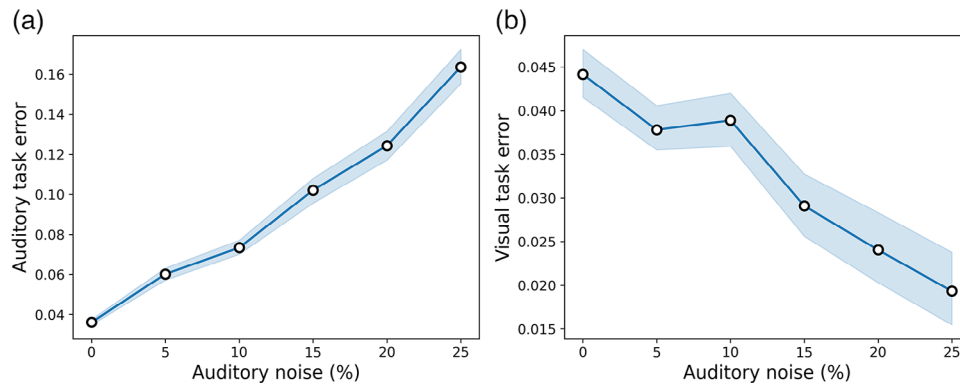 (a)
Auditory task error
0.16
0.14
0.12
0.10
0.08
0.06
0.04
0 5 10 15 20 25
Auditory noise (%)
(b)
Visual task error
0.045
0.040
0.035
0.030
0.025
0.020
0.015
0 5 10 15 20 25
Auditory noise (%)